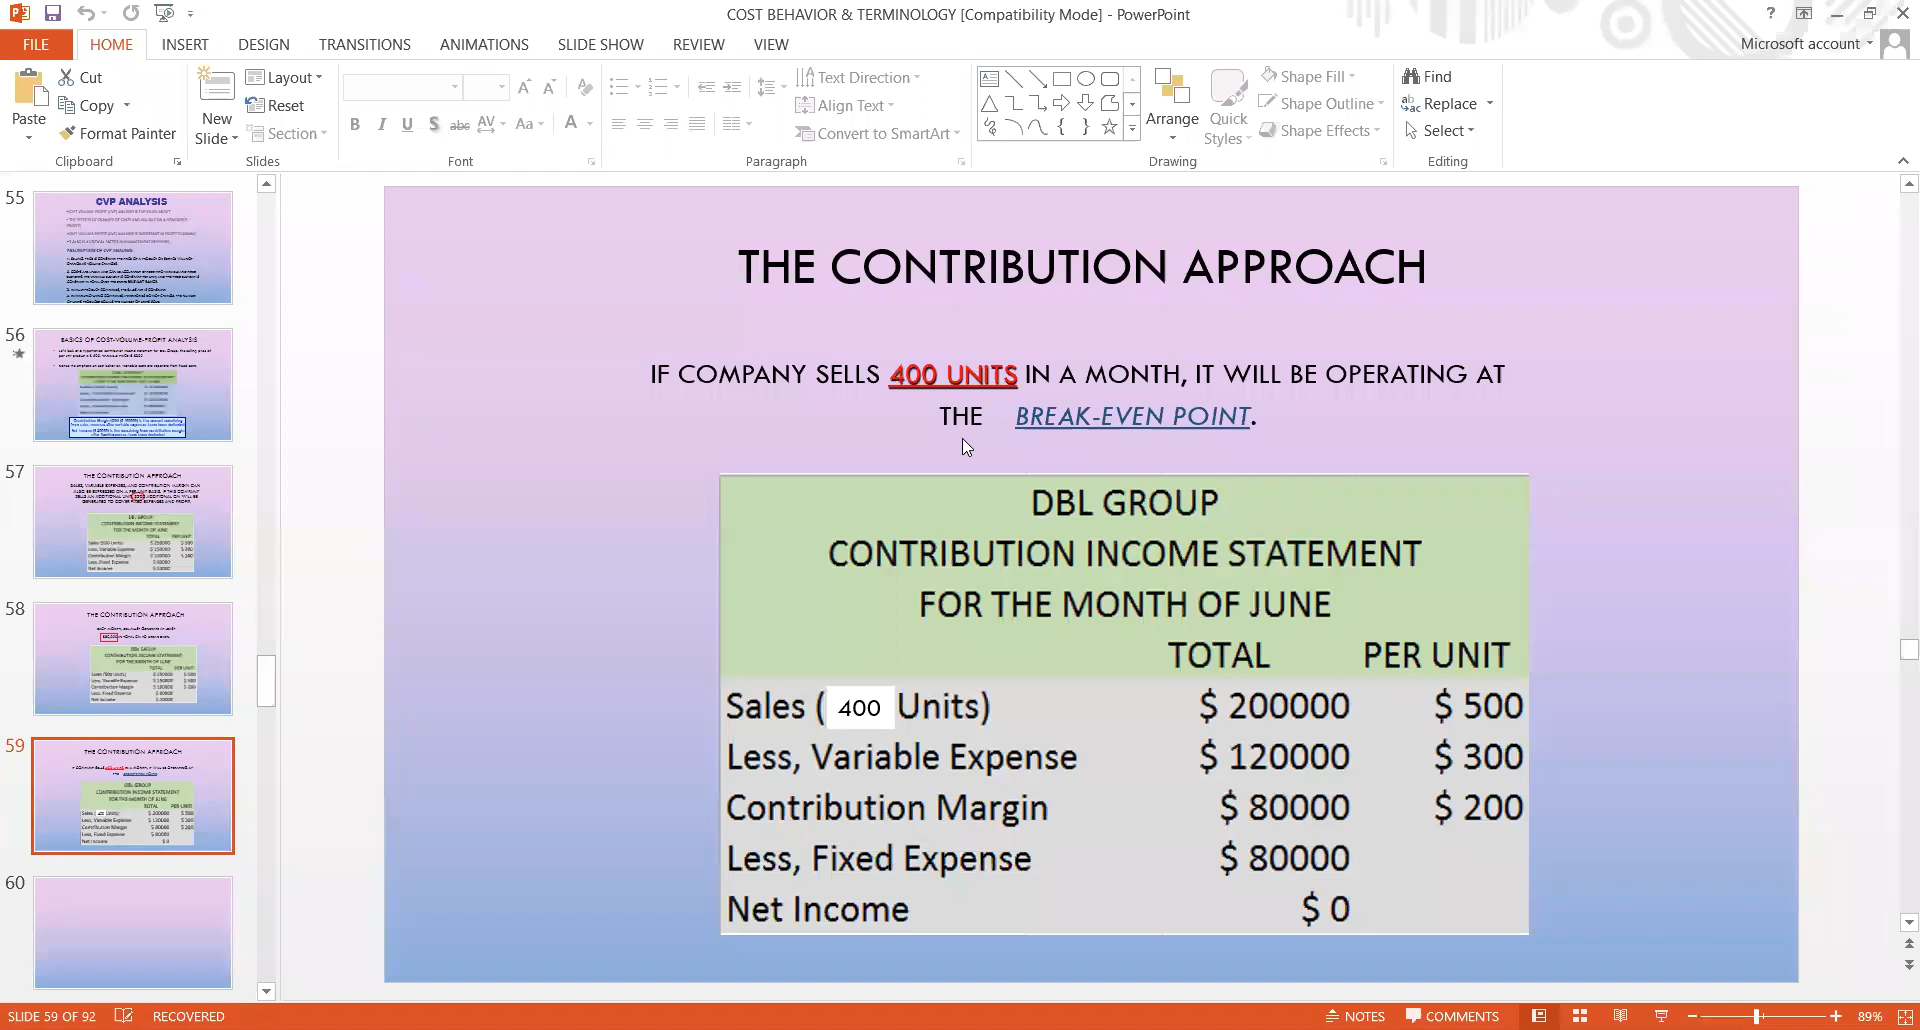 COST BEHAVIOR & TERMINOLOGY [Compatibility Mode] - PowerPoint
?
FILE HOME INSERT DESIGN TRANSITIONS ANIMATIONS SLIDE SHOW REVIEW VIEW
Microsoft account
Paste
Cut
Copy
Format Painter
Clipboard
New
Slide
Layout
Reset
Section
Slides
B I U S abc AV Aa A
Font
Text Direction
Align Text
Convert to SmartArt
Paragraph
Arrange
Quick
Styles
Shape Fill
Shape Outline
Shape Effects
Drawing
Find
Replace
Select
Editing
55
CVP ANALYSIS
56
BASICS OF COST-VOLUME-PROFIT ANALYSIS
57
THE CONTRIBUTION APPROACH
58
THE CONTRIBUTION APPROACH
59
THE CONTRIBUTION APPROACH
60
THE CONTRIBUTION APPROACH
IF COMPANY SELLS 400 UNITS IN A MONTH, IT WILL BE OPERATING AT
THE BREAK-EVEN POINT.
DBL GROUP
CONTRIBUTION INCOME STATEMENT
FOR THE MONTH OF JUNE
TOTAL PER UNIT
Sales ( 400 Units) $ 200000 $ 500
Less, Variable Expense $ 120000 $ 300
Contribution Margin $ 80000 $ 200
Less, Fixed Expense $ 80000
Net Income $ 0
SLIDE 59 OF 92 RECOVERED
NOTES COMMENTS 89%